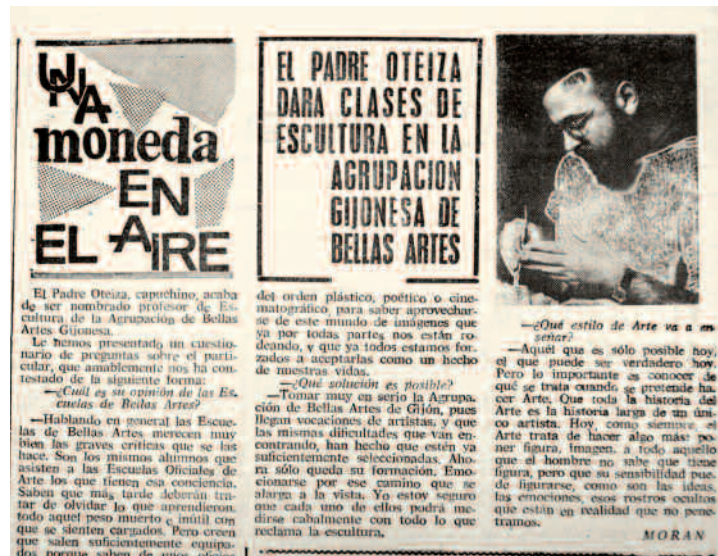 UNA
moneda
EN
EL AIRE
EL PADRE OTEIZA
DARA CLASES DE
ESCULTURA EN LA
AGRUPACION
GIJONESA DE
BELLAS ARTES
El Padre Oteiza, capuchino, acaba
de ser nombrado profesor de Es-
cultura de la Agrupación de Bellas
Artes Gijonesa.
Le hemos presentado un cuestio-
nario de preguntas sobre el parti-
cular, que amablemente nos ha con-
testado de la siguiente forma:
—¿Cuál es su opinión de las Es-
cuelas de Bellas Artes?
—Hablando en general las Escue-
las de Bellas Artes merecen muy
bien las graves críticas que se las
hace. Son los mismos alumnos que
asisten a las Escuelas Oficiales de
Arte los que tienen esa conciencia.
Saben que más tarde deberán tra-
tar de olvidar lo que aprendieron,
todo aquel peso muerto e inútil con
que se sienten cargados. Pero creen
que salen suficientemente equipa-
dos porque saben de unos oficios
del orden plástico, poético o cine-
matográfico, para saber aprovechar-
se de este mundo de imágenes que
va por todas partes nos están ro-
deando, y que ya todos estamos for-
zados a aceptarlas como un hecho
de nuestras vidas.
—¿Qué solución es posible?
—Tomar muy en serio la Agrupa-
ción de Bellas Artes de Gijón, pues
llegan vocaciones de artistas, y que
las mismas dificultades que van en-
contrando, han hecho que estén ya
suficientemente seleccionadas. Aho-
ra sólo queda su formación. Emo-
cionarse por ese camino que se
alarga a la vista. Yo estoy seguro
que cada uno de ellos podrá me-
dirse cabalmente con todo lo que
reclama la escultura.
—¿Qué estilo de Arte va a en-
señar?
—Aquél que es sólo posible hoy,
el que puede ser verdadero hoy.
Pero lo importante es conocer de
qué se trata cuando se pretende ha-
cer Arte. Que toda la historia del
Arte es la historia larga de un úni-
co artista. Hoy, como siempre el
Arte trata de hacer algo más: po-
ner figura, imagen, a todo aquello
que el hombre no sabe que tiene
figura, pero que su sensibilidad pue-
de figurarse, como son las ideas,
las emociones, esos rostros ocultos
que están en realidad que no pene-
tramos.
MORAN